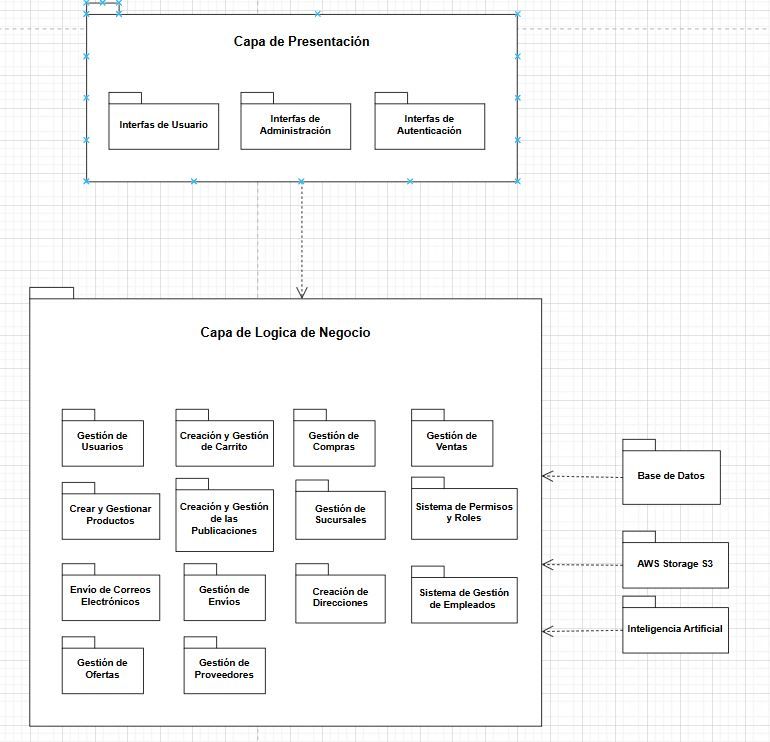 Capa de Presentación
Interfas de Usuario
Interfas de
Administración
Interfas de
Autenticación
Capa de Logica de Negocio
Gestión de
Usuarios
Creación y Gestión
de Carrito
Gestión de
Compras
Gestión de
Ventas
Crear y Gestionar
Productos
Creación y Gestión
de las
Publicaciones
Gestión de
Sucursales
Sistema de Permisos
y Roles
Envío de Correos
Electrónicos
Gestión de
Envíos
Creación de
Direcciones
Sistema de Gestión
de Empleados
Gestión de
Ofertas
Gestión de
Proveedores
Base de Datos
AWS Storage S3
Inteligencia Artificial